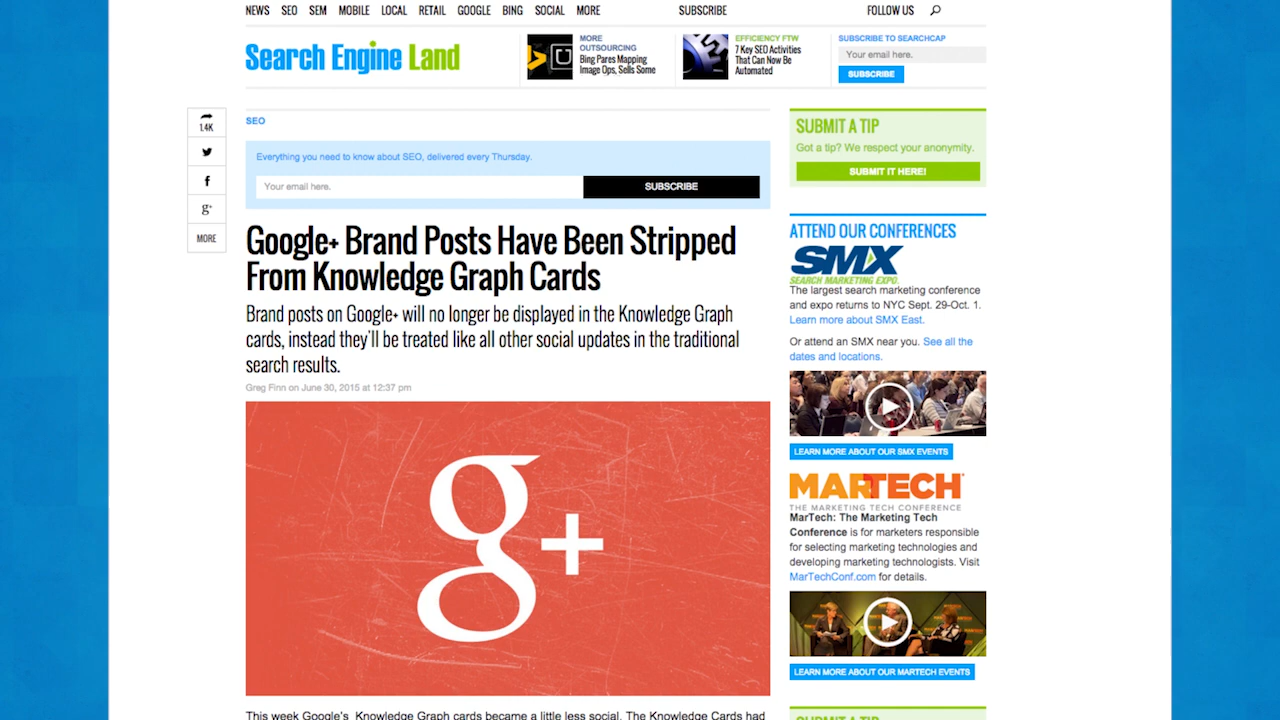 NEWS SEO SEM MOBILE LOCAL RETAIL GOOGLE BING SOCIAL MORE SUBSCRIBE FOLLOW US
Search Engine Land
MORE
OUTSOURCING
Bing Pares Mapping
Image Ops, Sells Some
EFFICIENCY FTW
7 Key SEO Activities
That Can Now Be
Automated
SUBSCRIBE TO SEARCHCAP
Your email here.
SUBSCRIBE
1.4K
g+
MORE
SEO
Everything you need to know about SEO, delivered every Thursday.
Your email here.
SUBSCRIBE
Google+ Brand Posts Have Been Stripped
From Knowledge Graph Cards
Brand posts on Google+ will no longer be displayed in the Knowledge Graph
cards, instead they'll be treated like all other social updates in the traditional
search results.
Greg Finn on June 30, 2015 at 12:37 pm
g+
This week Google's Knowledge Graph cards became a little less social. The Knowledge Cards had
SUBMIT A TIP
Got a tip? We respect your anonymity.
SUBMIT IT HERE!
ATTEND OUR CONFERENCES
SMX
SEARCH MARKETING EXPO.
The largest search marketing conference
and expo returns to NYC Sept. 29-Oct. 1.
Learn more about SMX East.
Or attend an SMX near you. See all the
dates and locations.
LEARN MORE ABOUT OUR SMX EVENTS
MARTECH
THE MARKETING TECH CONFERENCE
MarTech: The Marketing Tech
Conference is for marketers responsible
for selecting marketing technologies and
developing marketing technologists. Visit
MarTechConf.com for details.
LEARN MORE ABOUT OUR MARTECH EVENTS
SUBMIT A TIP